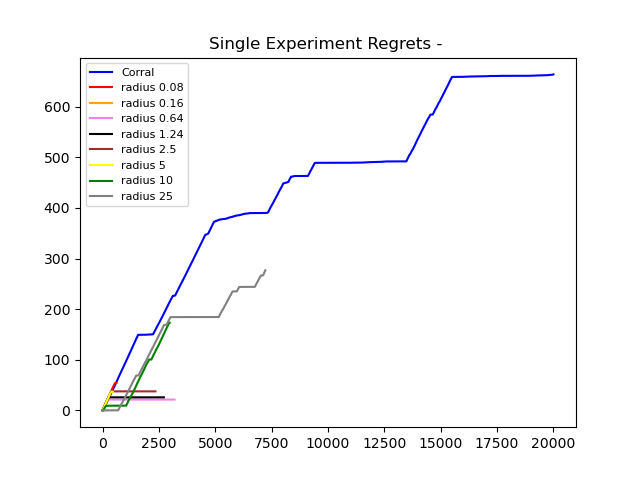 Single Experiment Regrets -
Corral
radius 0.08
radius 0.16
radius 0.64
radius 1.24
radius 2.5
radius 5
radius 10
radius 25
600
500
400
300
200
100
0
0 2500 5000 7500 10000 12500 15000 17500 20000